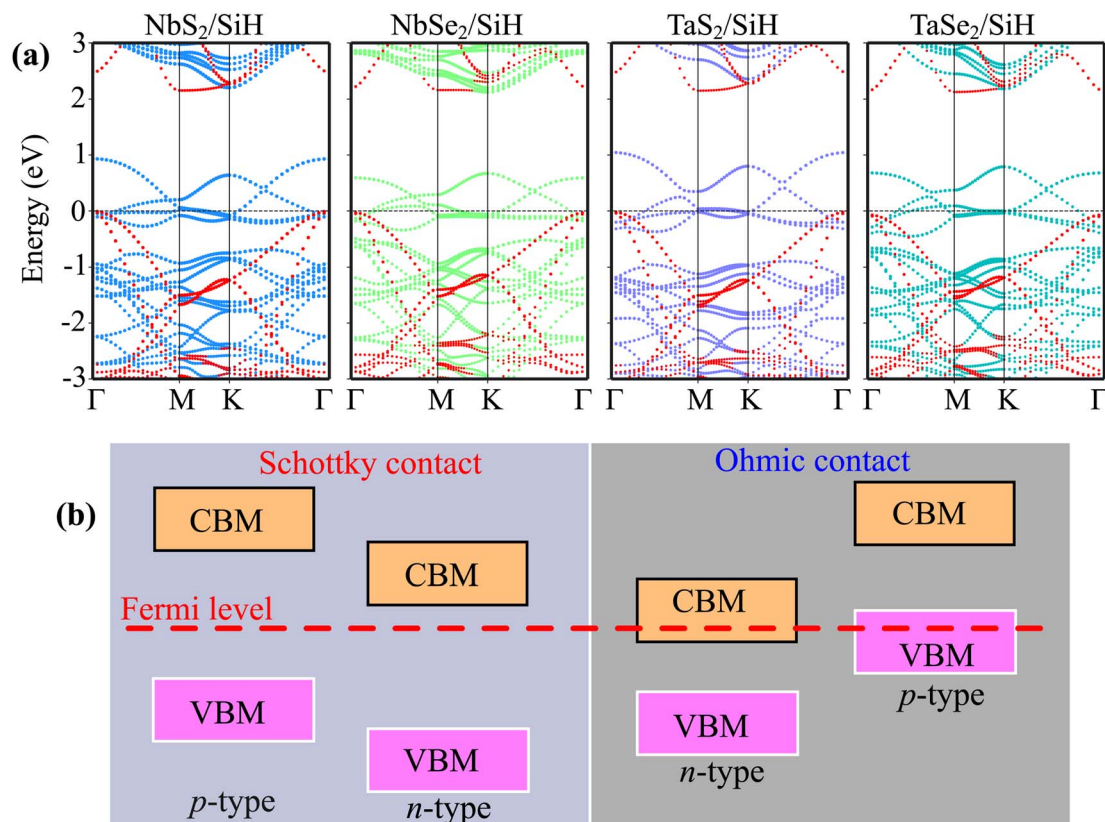 (a)
NbS₂/SiH NbSe₂/SiH TaS₂/SiH TaSe₂/SiH
Energy (eV)
3
2
1
0
-1
-2
-3
Γ M K Γ Γ M K Γ Γ M K Γ Γ M K Γ
(b)
Schottky contact Ohmic contact
CBM CBM
CBM CBM
Fermi level
VBM VBM
VBM VBM
p-type n-type n-type p-type